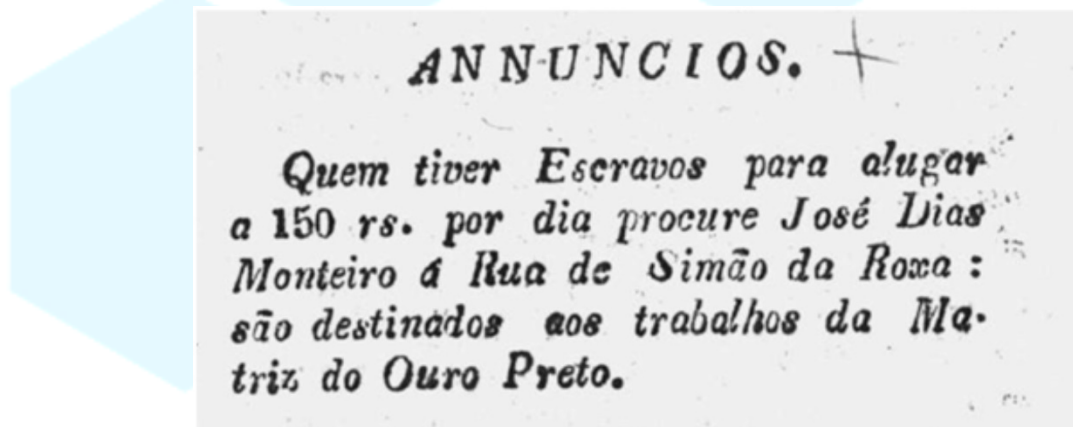 ANNUNCIOS.
Quem tiver Escravos para alugar
a 150 rs. por dia procure José Dias
Monteiro á Rua de Simão da Roxa :
são destinados aos trabalhos da Ma-
triz do Ouro Preto.